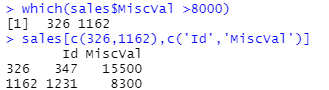 > which(sales$MiscVal >8000)
[1]  326 1162
> sales[c(326,1162),c('Id','MiscVal')]
       Id MiscVal
326   347   15500
1162 1231    8300